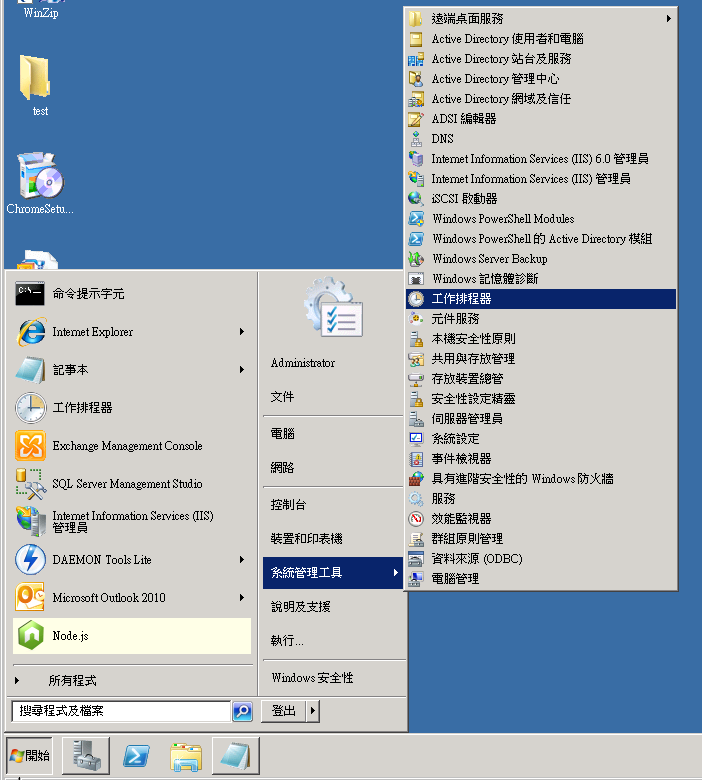 WinZip
test
ChromeSetu...
命令提示字元
Internet Explorer
記事本
工作排程器
Exchange Management Console
SQL Server Management Studio
Internet Information Services (IIS)
管理員
DAEMON Tools Lite
Microsoft Outlook 2010
Node.js
所有程式
搜尋程式及檔案
Administrator
文件
電腦
網路
控制台
裝置和印表機
系統管理工具
說明及支援
執行...
Windows 安全性
登出
遠端桌面服務
Active Directory 使用者和電腦
Active Directory 站台及服務
Active Directory 管理中心
Active Directory 網域及信任
ADSI 編輯器
DNS
Internet Information Services (IIS) 6.0 管理員
Internet Information Services (IIS) 管理員
iSCSI 啟動器
Windows PowerShell Modules
Windows PowerShell 的 Active Directory 模組
Windows Server Backup
Windows 記憶體診斷
工作排程器
元件服務
本機安全性原則
共用與存放管理
存放裝置總管
安全性設定精靈
伺服器管理員
系統設定
事件檢視器
具有進階安全性的 Windows 防火牆
服務
效能監視器
群組原則管理
資料來源 (ODBC)
電腦管理
開始